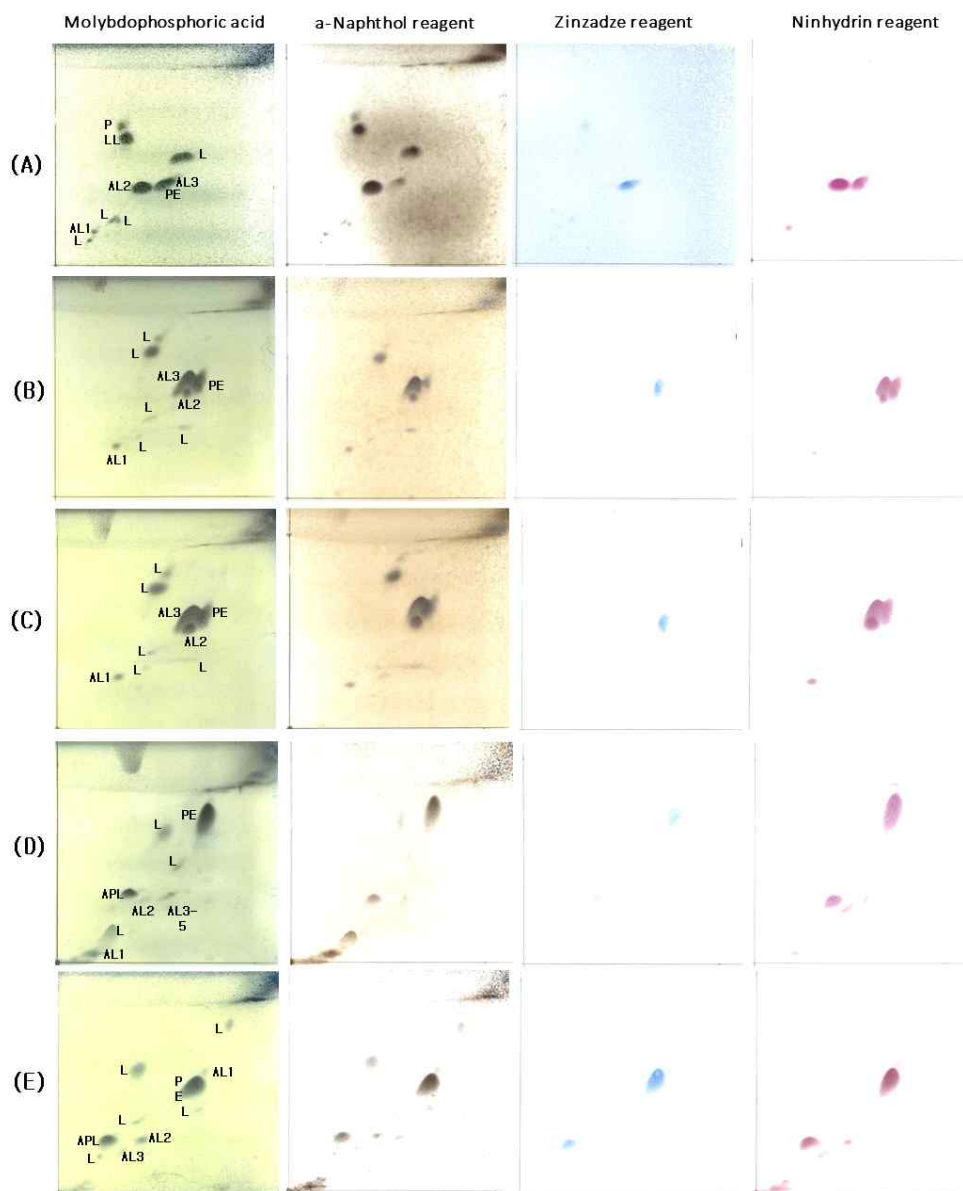 Molybdophosphoric acid a-Naphthol reagent Zinzadze reagent Ninhydrin reagent
(A)
P
LL
L
AL2
AL3
PE
L
L
AL1
L
(B)
L
L
AL3
PE
AL2
L
L
L
AL1
(C)
L
L
AL3
PE
AL2
L
L
L
AL1
(D)
PE
L
L
APL
AL2
AL3-
5
L
AL1
(E)
L
L
AL1
P
E
L
L
APL
AL2
AL3
L